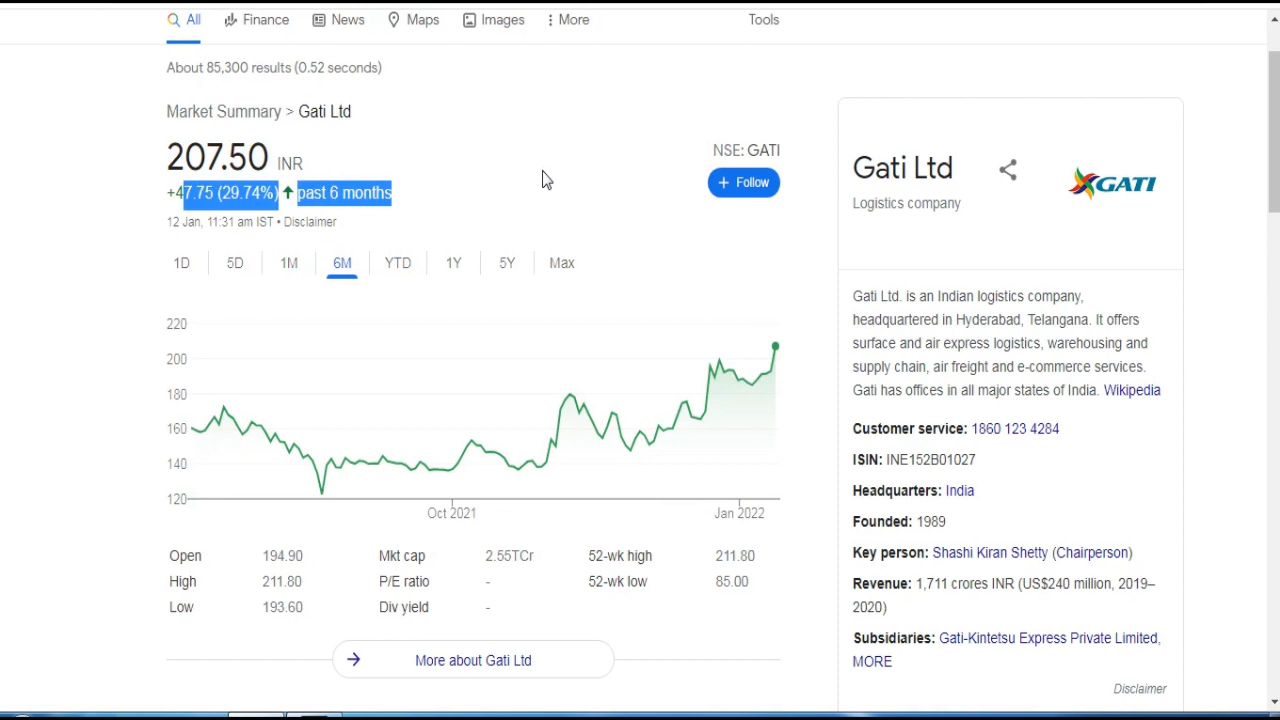 All Finance News Maps Images More Tools
About 85,300 results (0.52 seconds)
Market Summary > Gati Ltd
207.50 INR
+47.75 (29.74%) past 6 months
12 Jan, 11:31 am IST • Disclaimer
NSE: GATI
+ Follow
1D 5D 1M 6M YTD 1Y 5Y Max
220
200
180
160
140
120
Oct 2021 Jan 2022
Open 194.90 Mkt cap 2.55TCr 52-wk high 211.80
High 211.80 P/E ratio - 52-wk low 85.00
Low 193.60 Div yield -
More about Gati Ltd
Gati Ltd
Logistics company
GATI
Gati Ltd. is an Indian logistics company,
headquartered in Hyderabad, Telangana. It offers
surface and air express logistics, warehousing and
supply chain, air freight and e-commerce services.
Gati has offices in all major states of India. Wikipedia
Customer service: 1860 123 4284
ISIN: INE152B01027
Headquarters: India
Founded: 1989
Key person: Shashi Kiran Shetty (Chairperson)
Revenue: 1,711 crores INR (US$240 million, 2019–
2020)
Subsidiaries: Gati-Kintetsu Express Private Limited,
MORE
Disclaimer